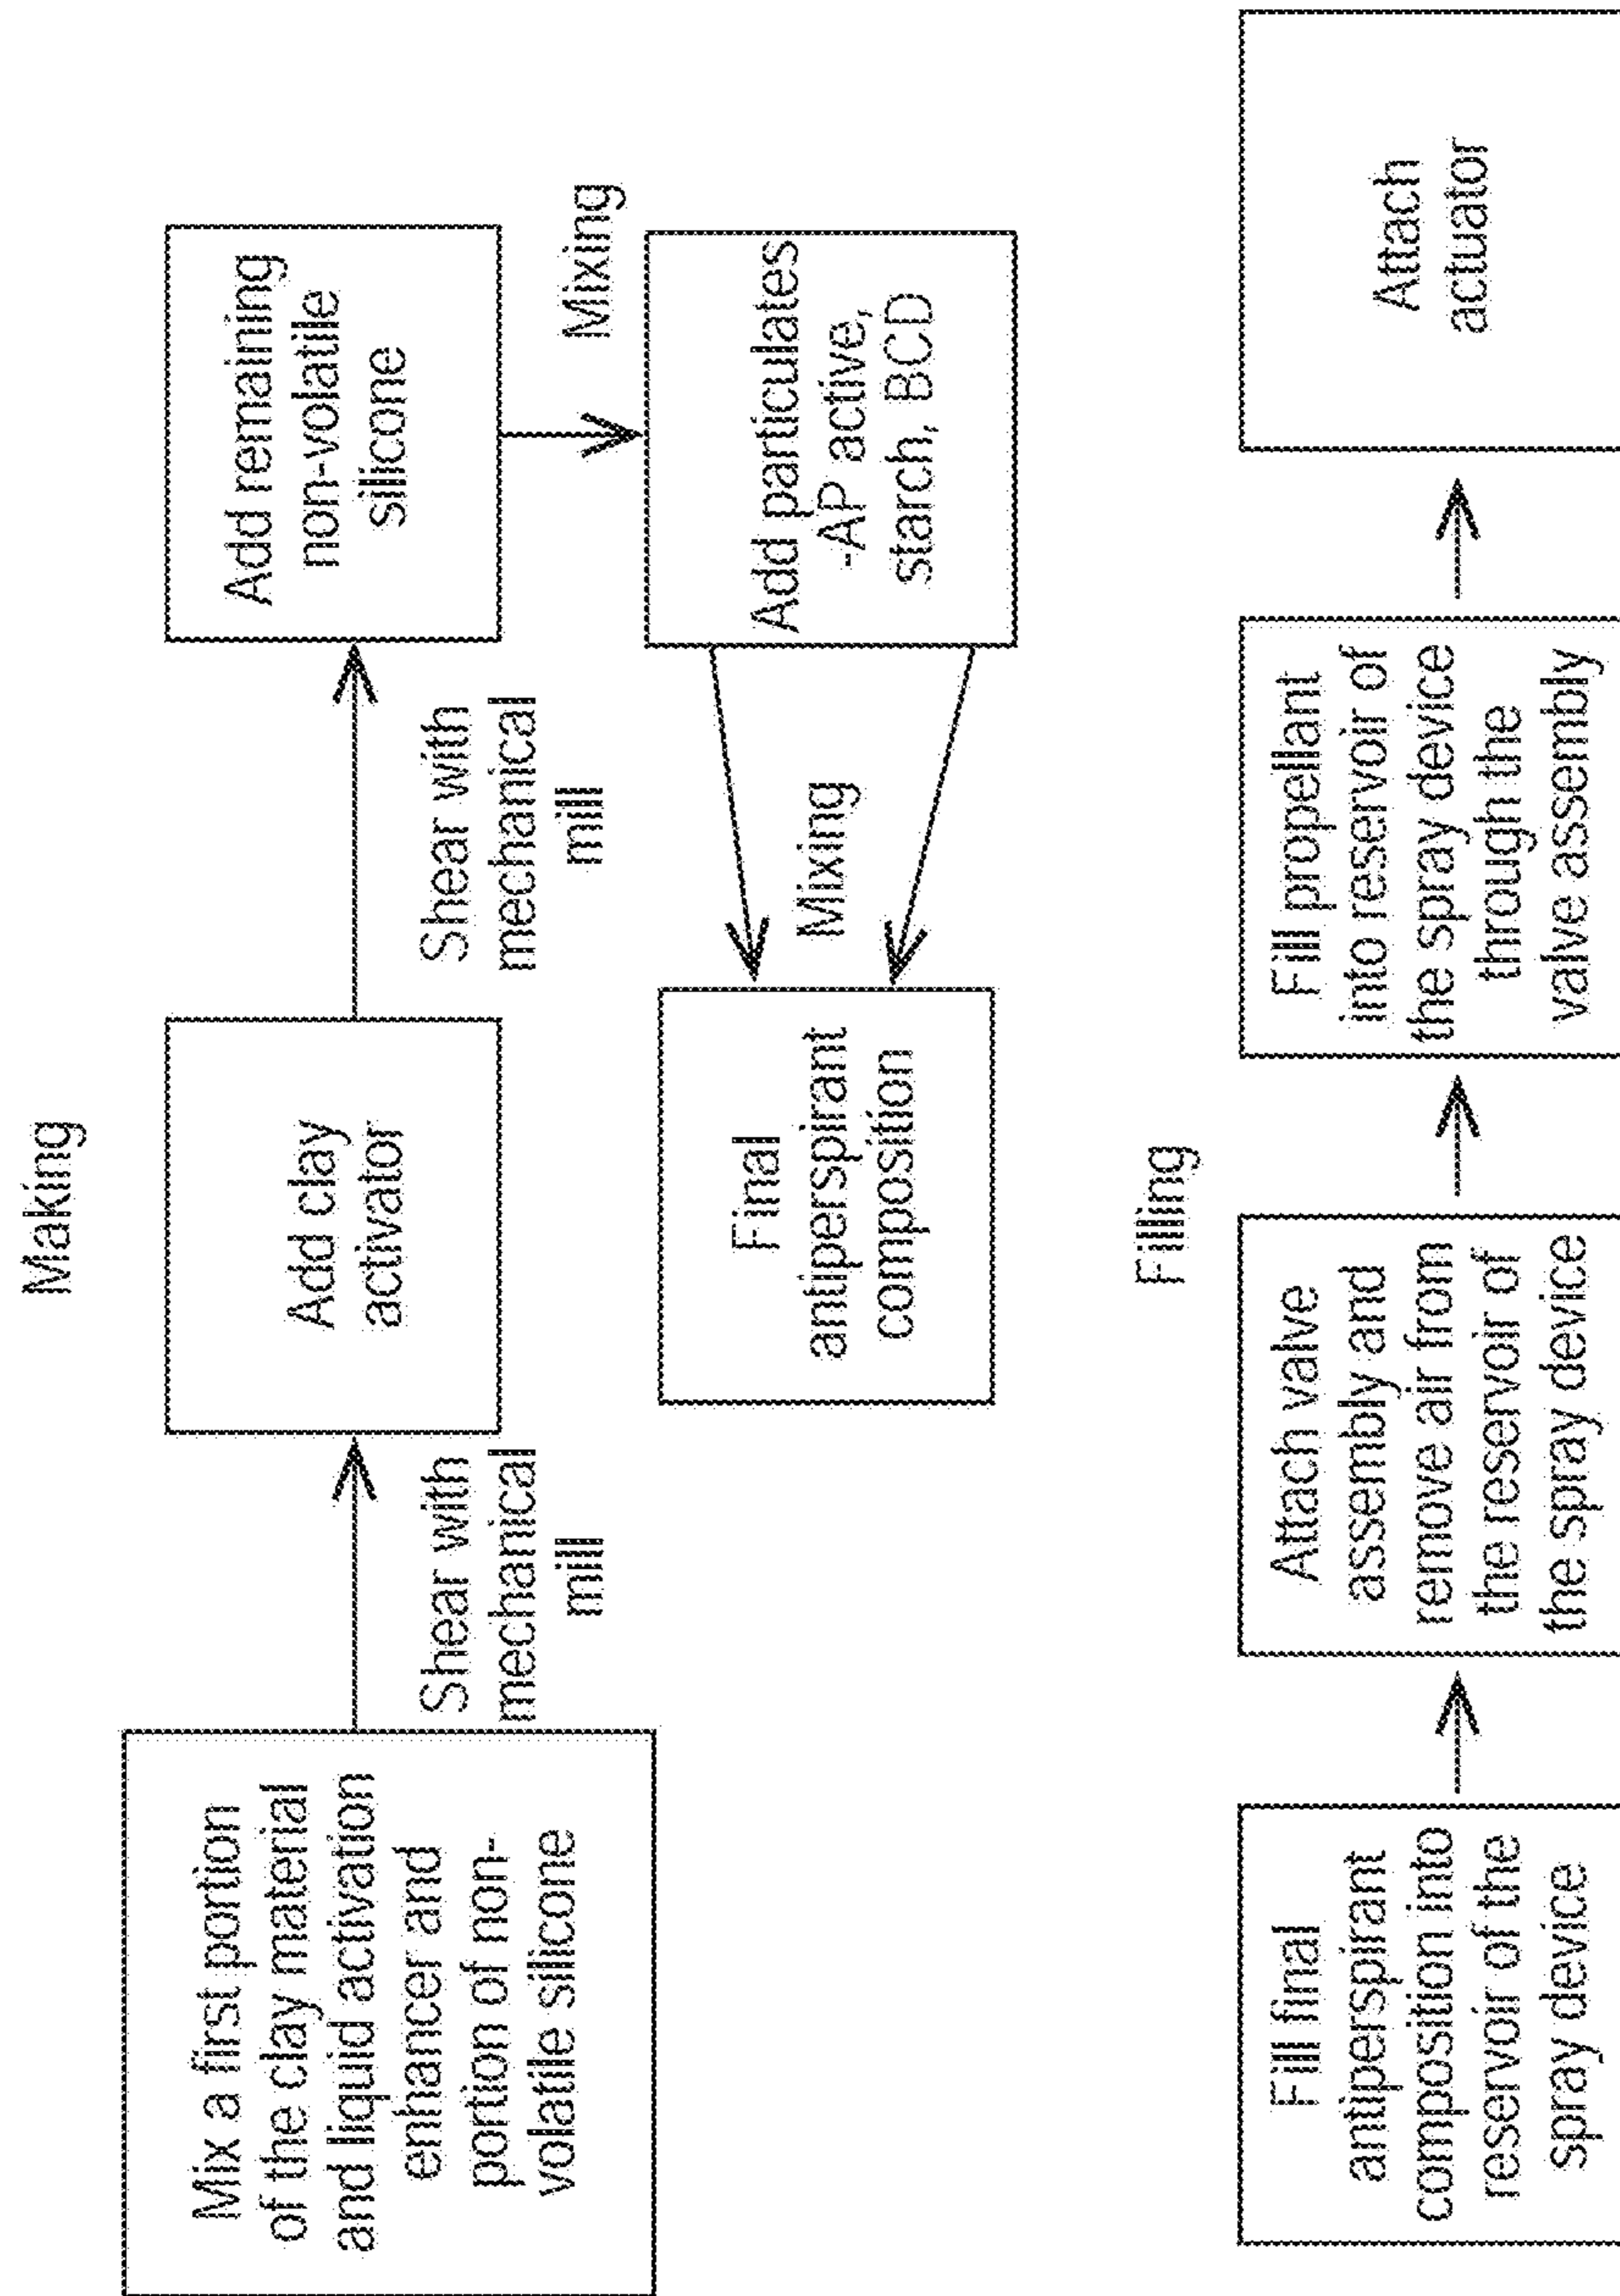 Making
Mix a first portion
of the clay material
and liquid activation
enhancer and
portion of non-
volatile silicone
Shear with
mechanical
mill
Add clay
activator
Shear with
mechanical
mill
Add remaining
non-volatile
silicone
Mixing
Add particulates
-AP active,
starch, BCD
Mixing
Final
antiperspirant
composition
Filling
Fill final
antiperspirant
composition into
reservoir of the
spray device
Attach valve
assembly and
remove air from
the reservoir of
the spray device
Fill propellant
into reservoir of
the spray device
through the
valve assembly
Attach
actuator